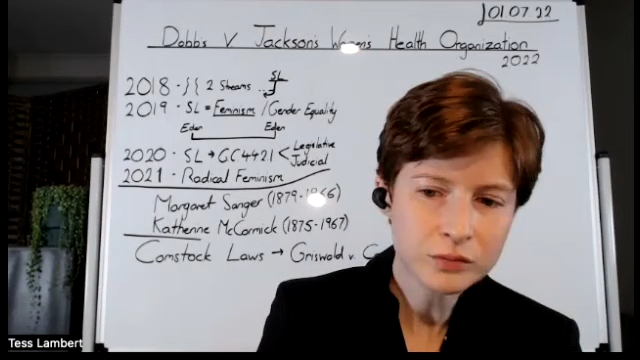 01.07.22
Dobbs V Jackson's Women's Health Organization
2022
2018 · }{ 2 Streams .. SL
2019 · SL = Feminism / Gender Equality
Eden Eden
2020 · SL → GC4421 < Legislative
Judicial
2021 · Radical Feminism
Margaret Sanger (1879-1966)
Katherine McCormick (1875-1967)
Comstock Laws → Griswold v. C
Tess Lambert